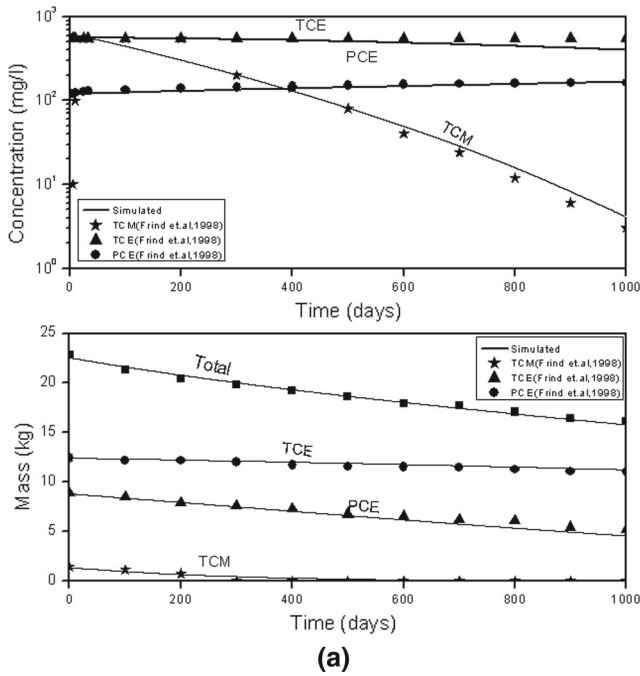 TCE
PCE
TCM
Concentration (mg/l)
10³
10²
10¹
10⁰
Simulated
TCM(Frind et.al,1998)
TCE(Frind et.al,1998)
PCE(Frind et.al,1998)
0 200 400 600 800 1000
Time (days)
Mass (kg)
25
20
15
10
5
0
Total
TCE
PCE
TCM
Simulated
TCM(Frind et.al,1998)
TCE(Frind et.al,1998)
PCE(Frind et.al,1998)
0 200 400 600 800 1000
Time (days)
(a)